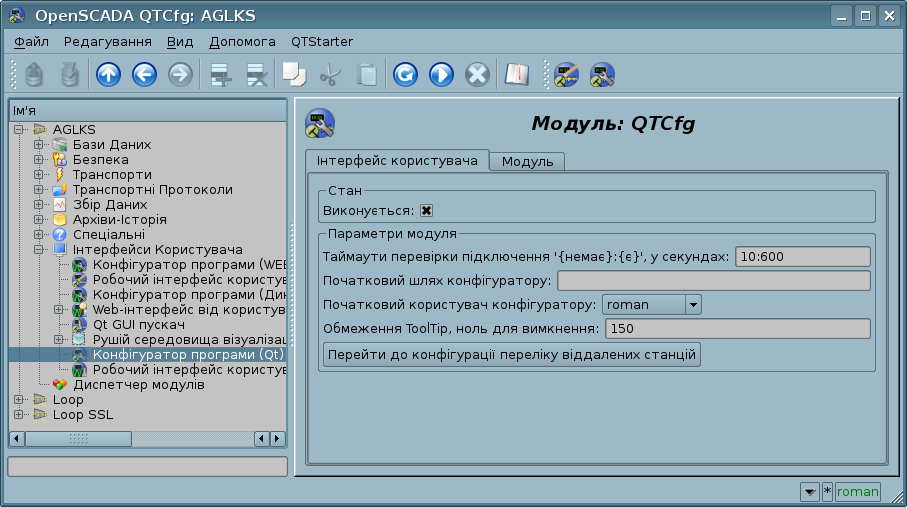 OpenSCADA QTCfg: AGLKS
Файл Редагування Вид Допомога QTStarter
Ім'я
AGLKS
Бази Даних
Безпека
Транспорти
Транспортні Протоколи
Збір Даних
Архіви-Історія
Спеціальні
Інтерфейси Користувача
Конфігуратор програми (WEB
Робочий інтерфейс користув
Конфігуратор програми (Дин
Web-інтерфейс від користув
Qt GUI пускач
Рушій середовища візуалізац
Конфігуратор програми (Qt)
Робочий інтерфейс користув
Диспетчер модулів
Loop
Loop SSL
Модуль: QTCfg
Інтерфейс користувача Модуль
Стан
Виконується:
Параметри модуля
Таймаути перевірки підключення '{немає}:{є}', у секундах: 10:600
Початковий шлях конфігуратору:
Початковий користувач конфігуратору: roman
Обмеження ToolTip, ноль для вимкнення: 150
Перейти до конфігурації переліку віддалених станцій
* roman